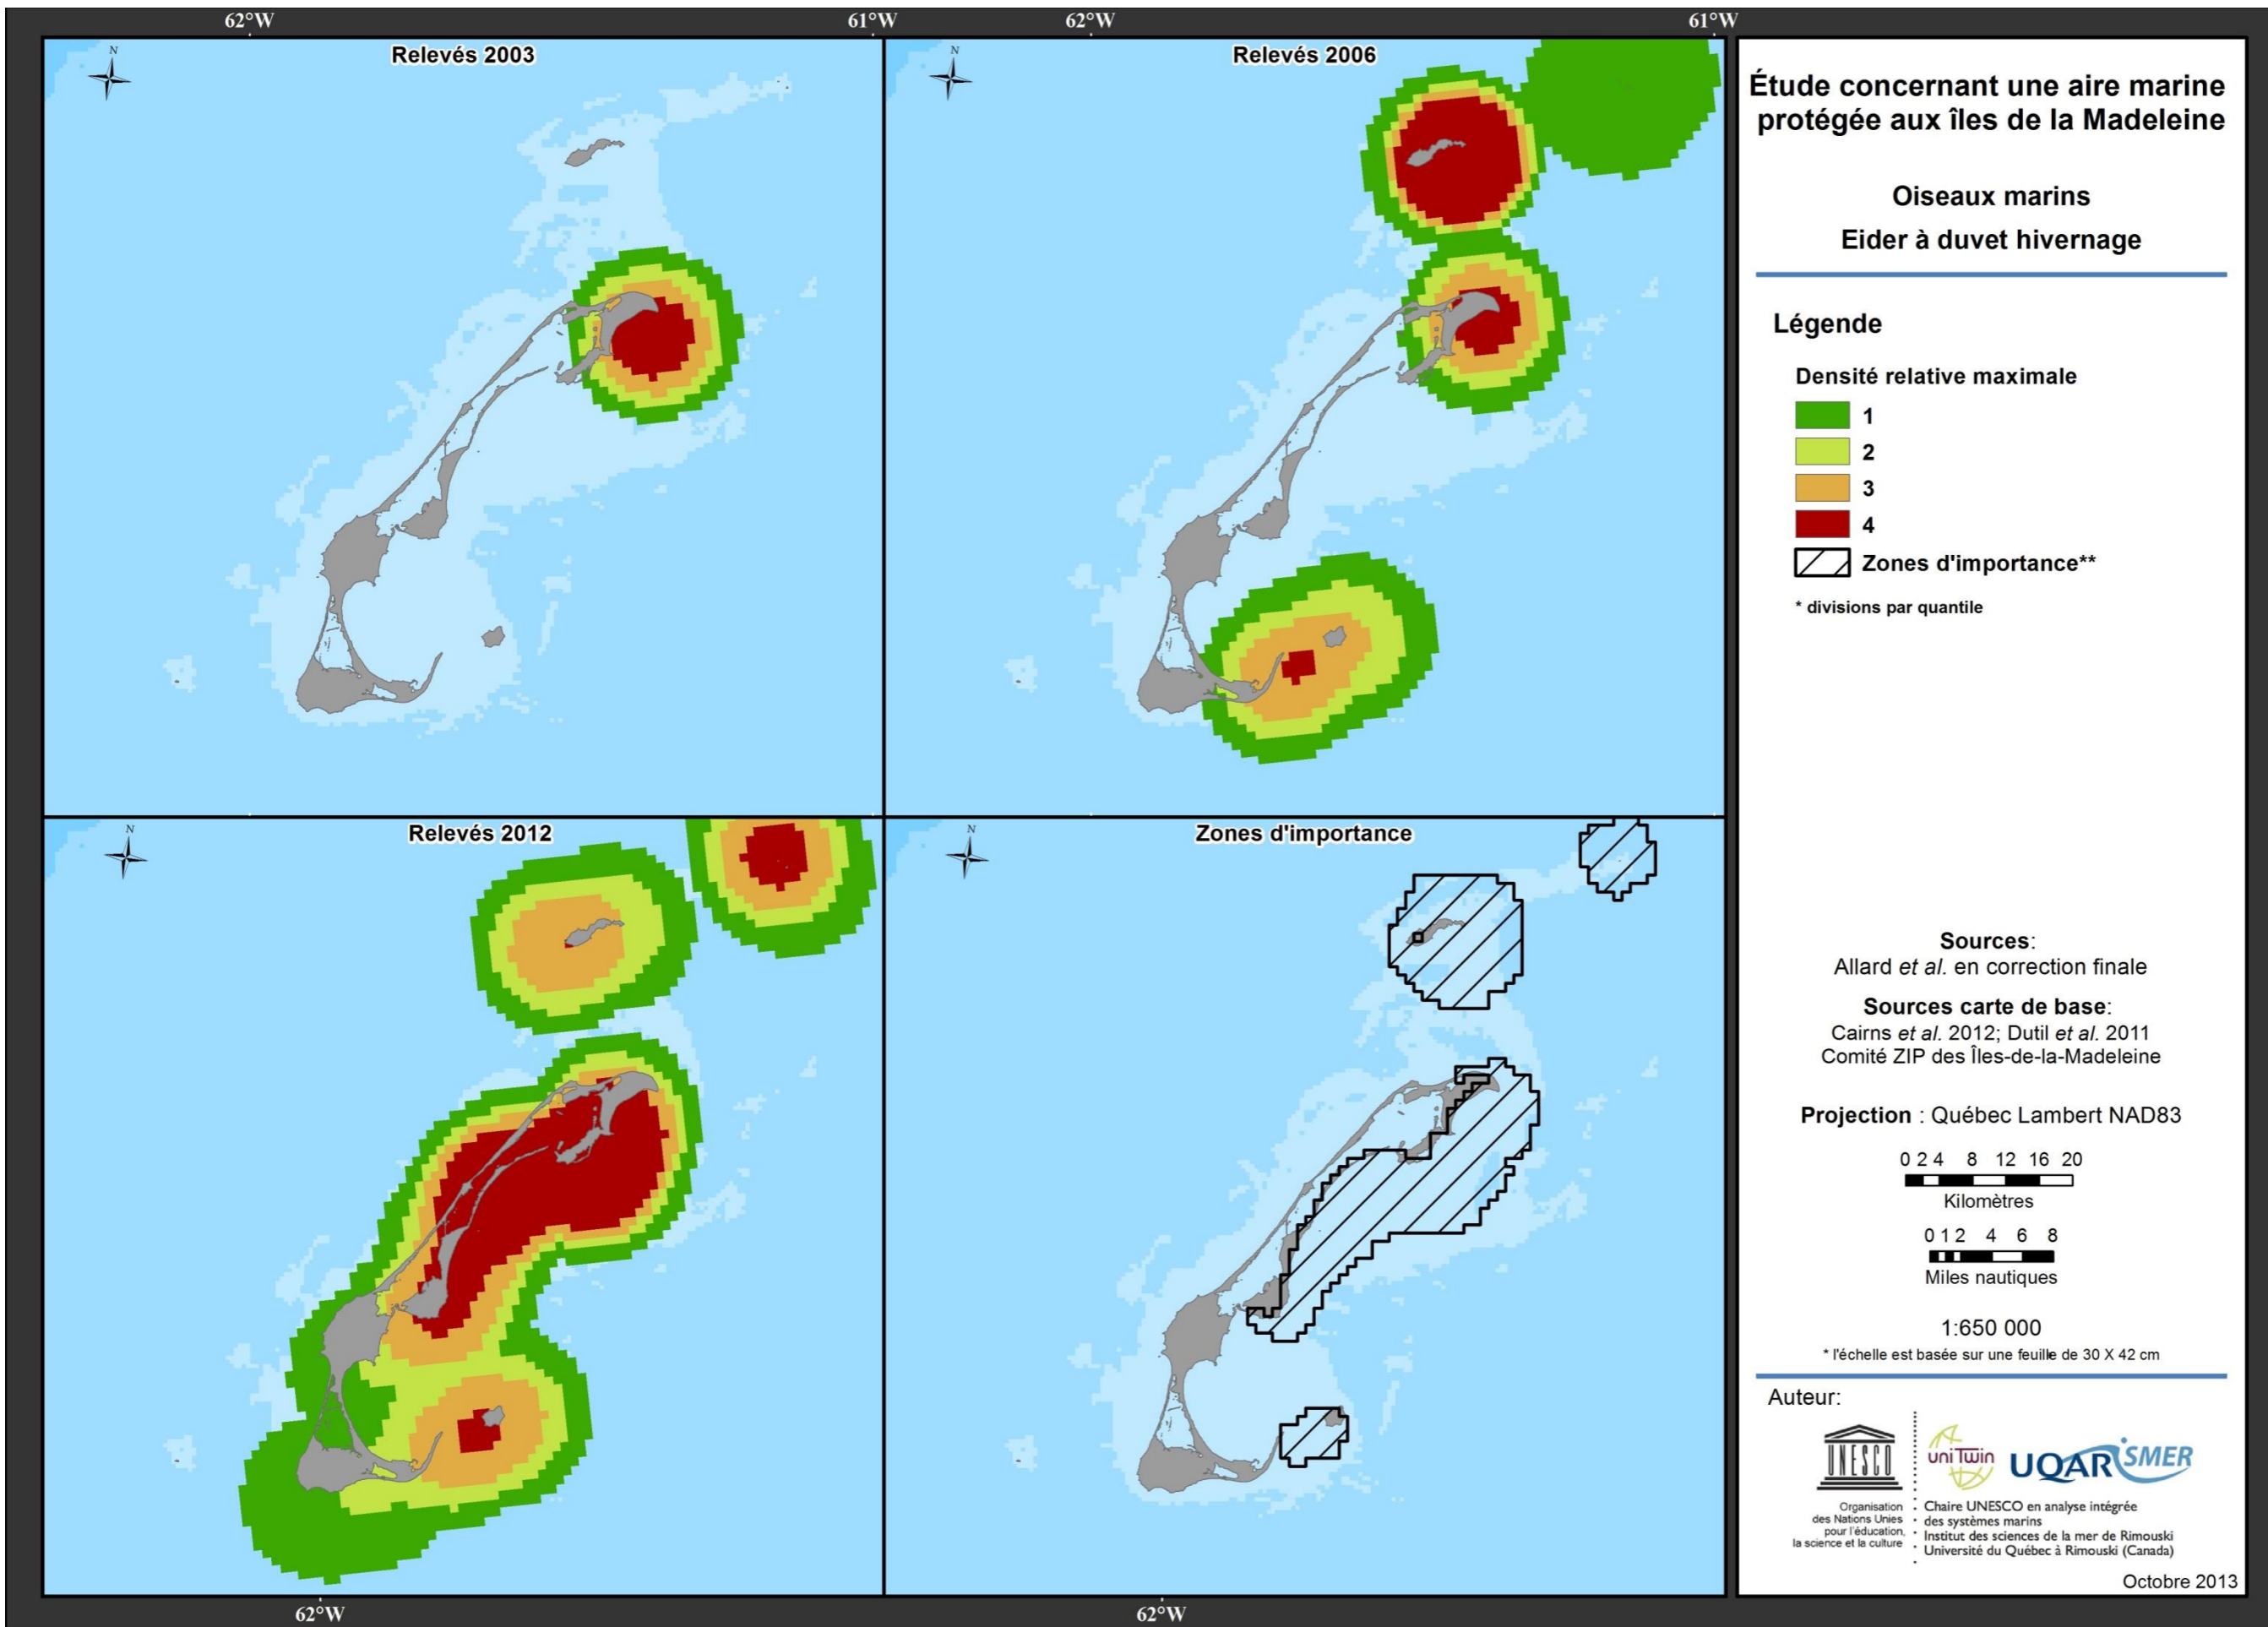 62°W
61°W
62°W
61°W
N
Relevés 2003
N
Relevés 2006
N
Relevés 2012
N
Zones d'importance
62°W
62°W
Étude concernant une aire marine
protégée aux îles de la Madeleine
Oiseaux marins
Eider à duvet hivernage
Légende
Densité relative maximale
1
2
3
4
Zones d'importance**
* divisions par quantile
Sources:
Allard et al. en correction finale
Sources carte de base:
Cairns et al. 2012; Dutil et al. 2011
Comité ZIP des Îles-de-la-Madeleine
Projection : Québec Lambert NAD83
0 2 4 8 12 16 20
Kilomètres
0 1 2 4 6 8
Miles nautiques
1:650 000
* l'échelle est basée sur une feuille de 30 X 42 cm
Auteur:
UNESCO
uniTwin
UQAR ISMER
Organisation
des Nations Unies
pour l'éducation,
la science et la culture
Chaire UNESCO en analyse intégrée
des systèmes marins
Institut des sciences de la mer de Rimouski
Université du Québec à Rimouski (Canada)
Octobre 2013